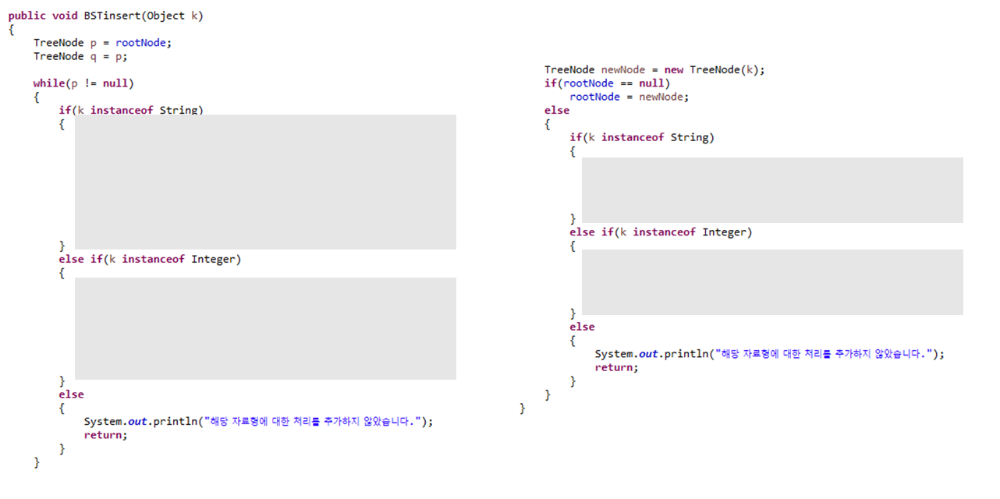 public void BSTinsert(Object k)
{
TreeNode p = rootNode;
TreeNode q = p;
while(p != null)
{
if(k instanceof String)
{
}
else if(k instanceof Integer)
{
}
else
{
System.out.println("해당 자료형에 대한 처리를 추가하지 않았습니다.");
return;
}
}
TreeNode newNode = new TreeNode(k);
if(rootNode == null)
rootNode = newNode;
else
{
if(k instanceof String)
{
}
else if(k instanceof Integer)
{
}
else
{
System.out.println("해당 자료형에 대한 처리를 추가하지 않았습니다.");
return;
}
}
}